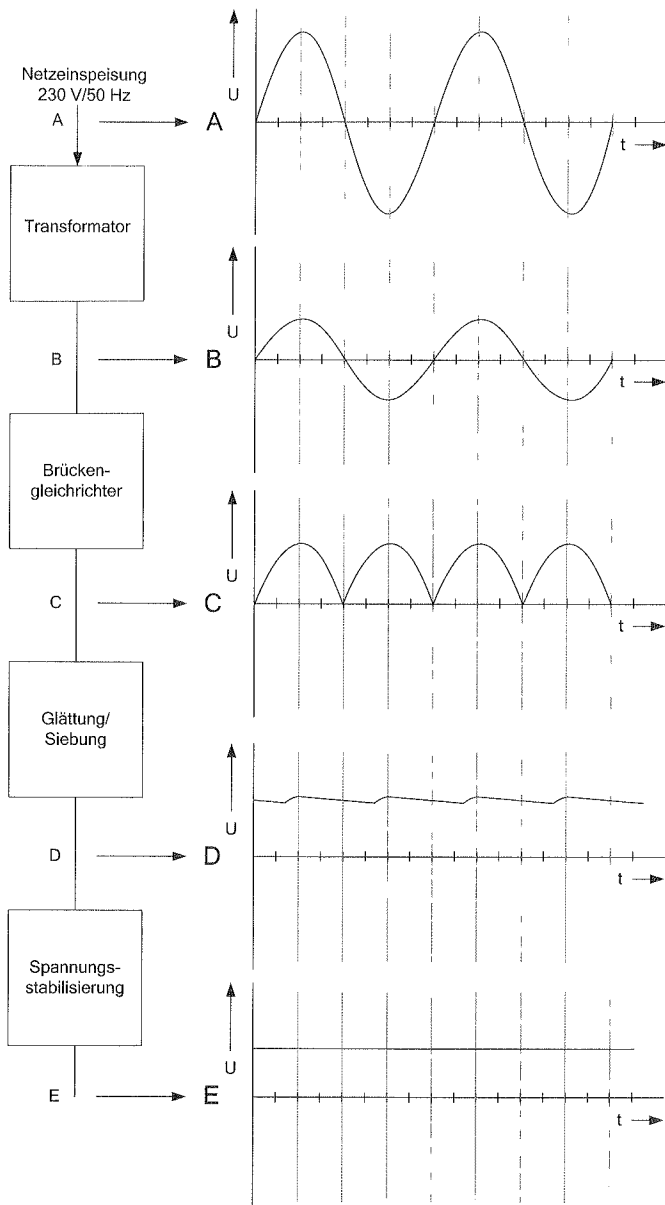 U
Netzeinspeisung
230 V/50 Hz
A
A
t
Transformator
U
B
B
t
Brücken-
gleichrichter
U
C
C
t
Glättung/
Siebung
U
D
D
t
Spannungs-
stabilisierung
U
E
E
t